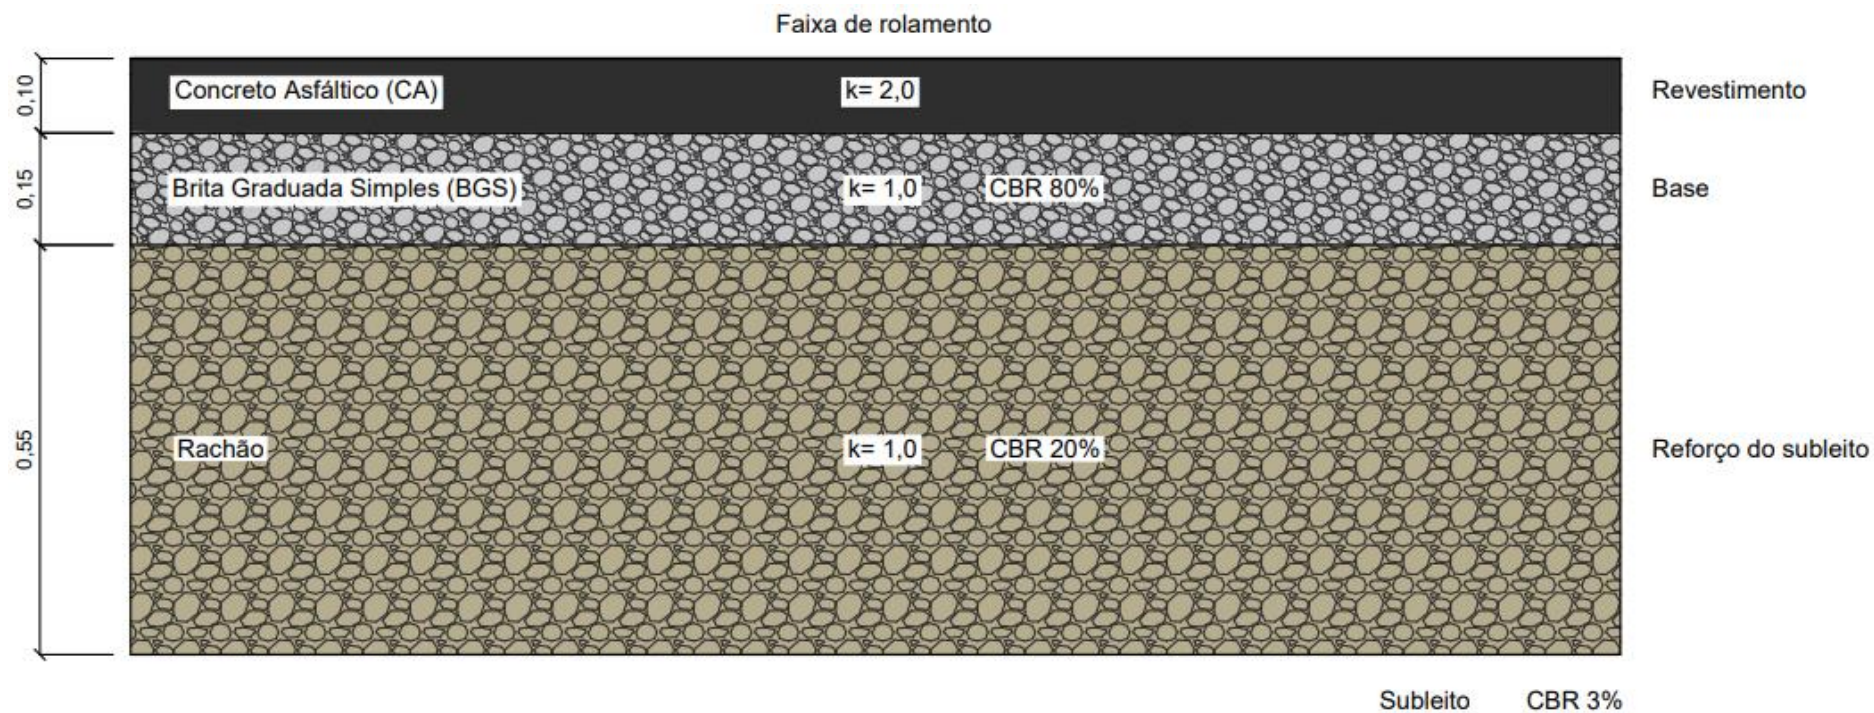 Faixa de rolamento
0,10
Concreto Asfáltico (CA)
k= 2,0
Revestimento
0,15
Brita Graduada Simples (BGS)
k= 1,0
CBR 80%
Base
0,55
Rachão
k= 1,0
CBR 20%
Reforço do subleito
Subleito
CBR 3%